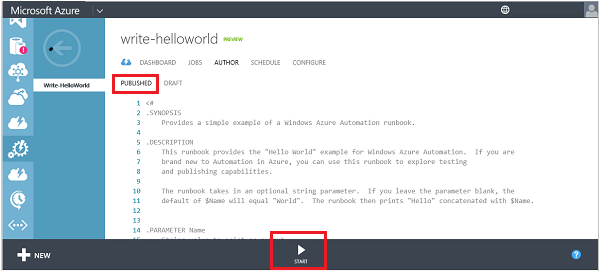 Microsoft Azure
write-helloworld PREVIEW
DASHBOARD JOBS AUTHOR SCHEDULE CONFIGURE
Write-HelloWorld
PUBLISHED DRAFT
1 <#
2 .SYNOPSIS
3 Provides a simple example of a Windows Azure Automation runbook.
4
5 .DESCRIPTION
6 This runbook provides the "Hello World" example for Windows Azure Automation. If you are
7 brand new to Automation in Azure, you can use this runbook to explore testing
8 and publishing capabilities.
9
10 The runbook takes in an optional string parameter. If you leave the parameter blank, the
11 default of $Name will equal "World". The runbook then prints "Hello" concatenated with $Name.
12
13
14 .PARAMETER Name
NEW
START
?